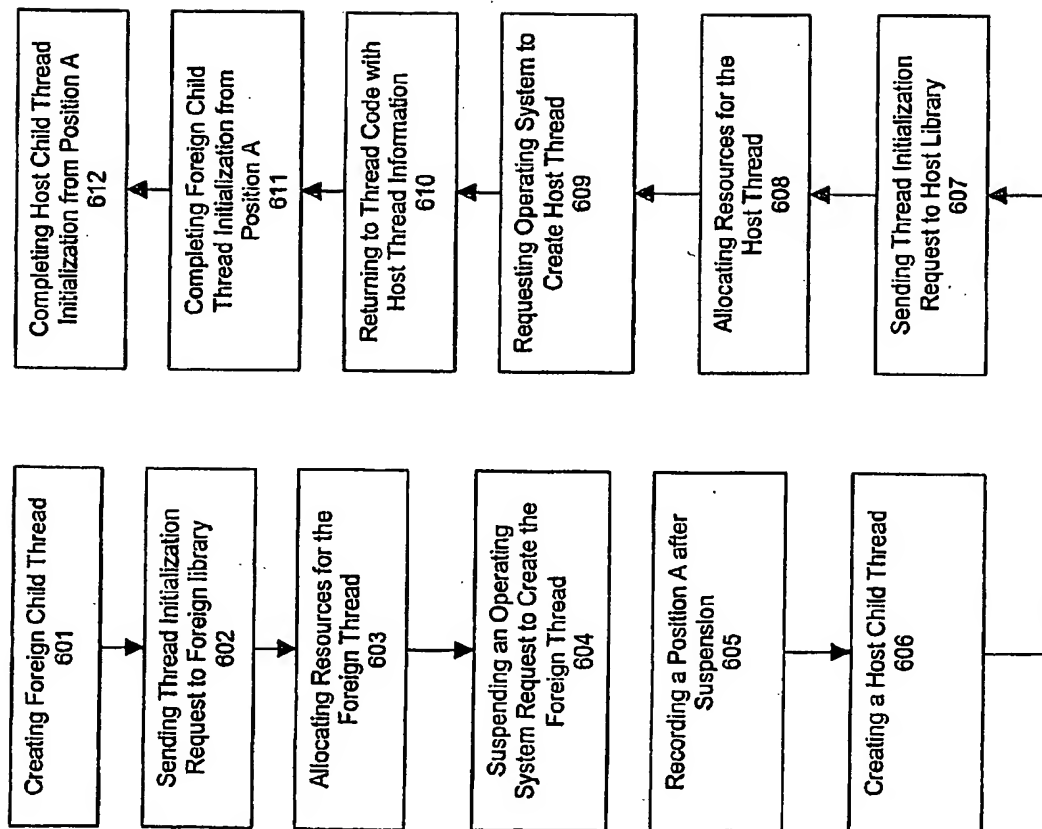 Creating Foreign Child Thread
601
Sending Thread Initialization
Request to Foreign library
602
Allocating Resources for the
Foreign Thread
603
Suspending an Operating
System Request to Create the
Foreign Thread
604
Recording a Position A after
Suspension
605
Creating a Host Child Thread
606
Sending Thread Initialization
Request to Host Library
607
Allocating Resources for the
Host Thread
608
Requesting Operating System to
Create Host Thread
609
Returning to Thread Code with
Host Thread Information
610
Completing Foreign Child
Thread Initialization from
Position A
611
Completing Host Child Thread
Initialization from Position A
612